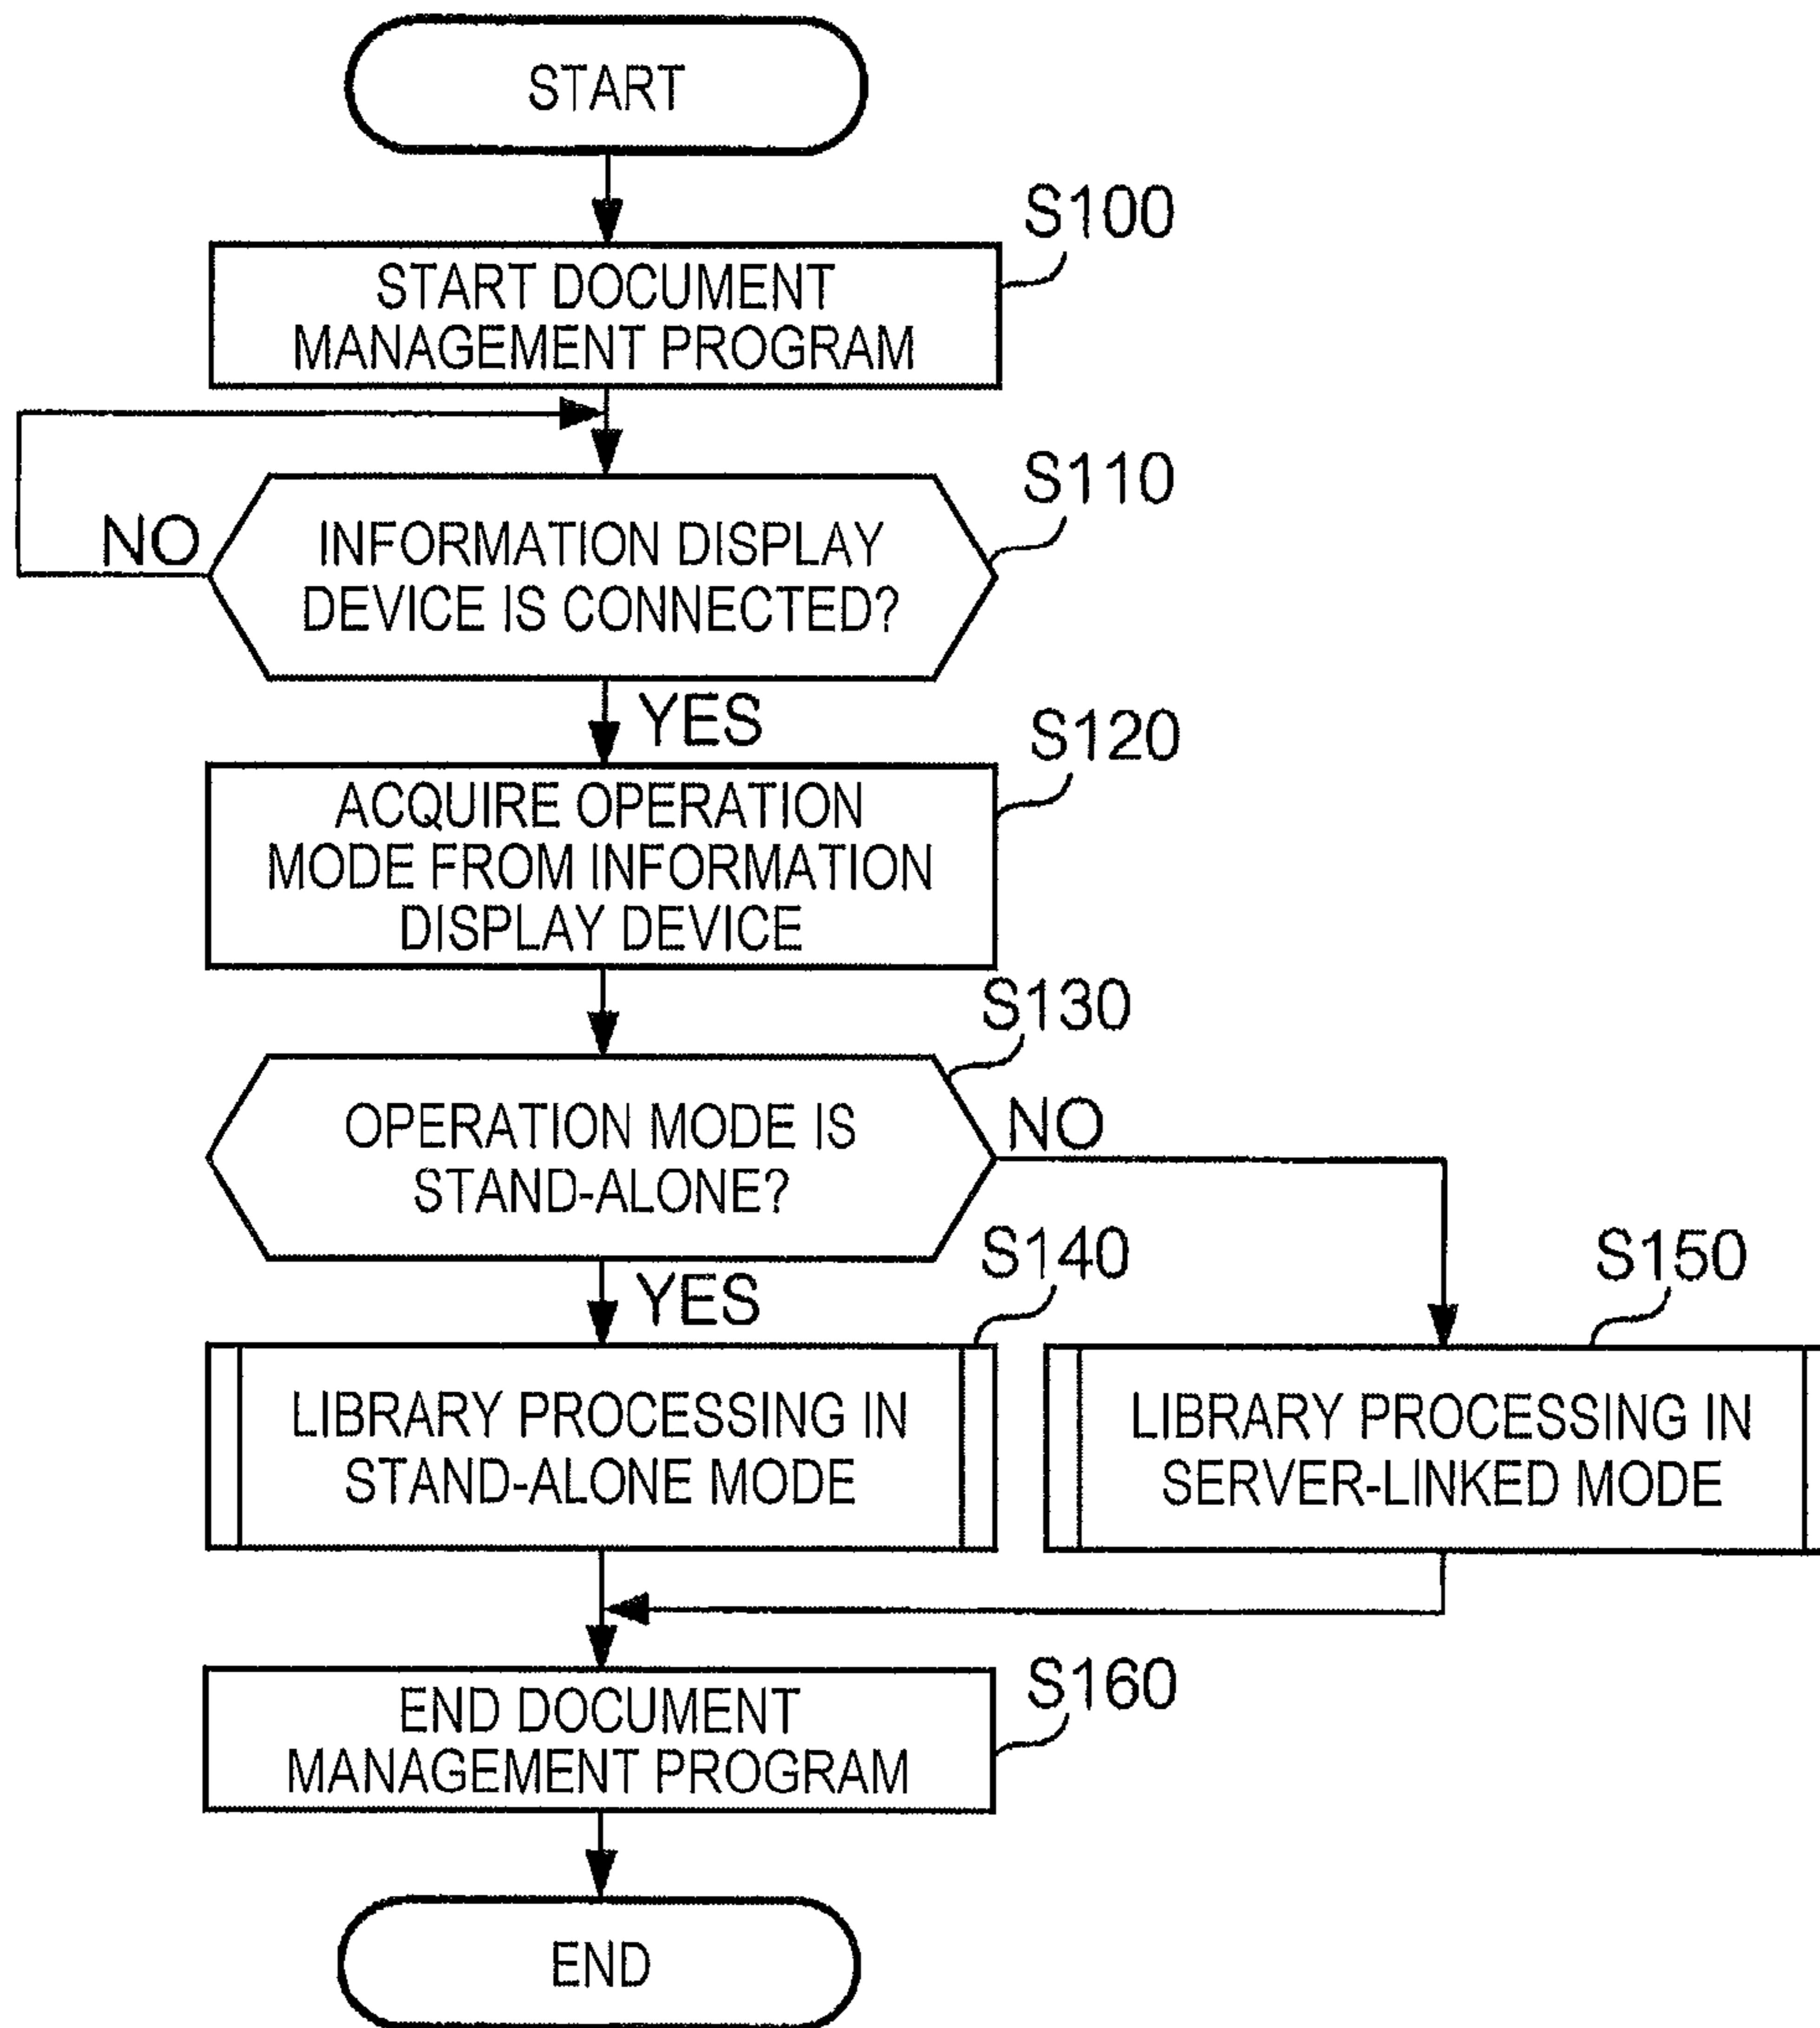 START
S100
START DOCUMENT
MANAGEMENT PROGRAM
S110
NO
INFORMATION DISPLAY
DEVICE IS CONNECTED?
YES
S120
ACQUIRE OPERATION
MODE FROM INFORMATION
DISPLAY DEVICE
S130
OPERATION MODE IS
STAND-ALONE?
NO
YES
S140
S150
LIBRARY PROCESSING IN
STAND-ALONE MODE
LIBRARY PROCESSING IN
SERVER-LINKED MODE
S160
END DOCUMENT
MANAGEMENT PROGRAM
END